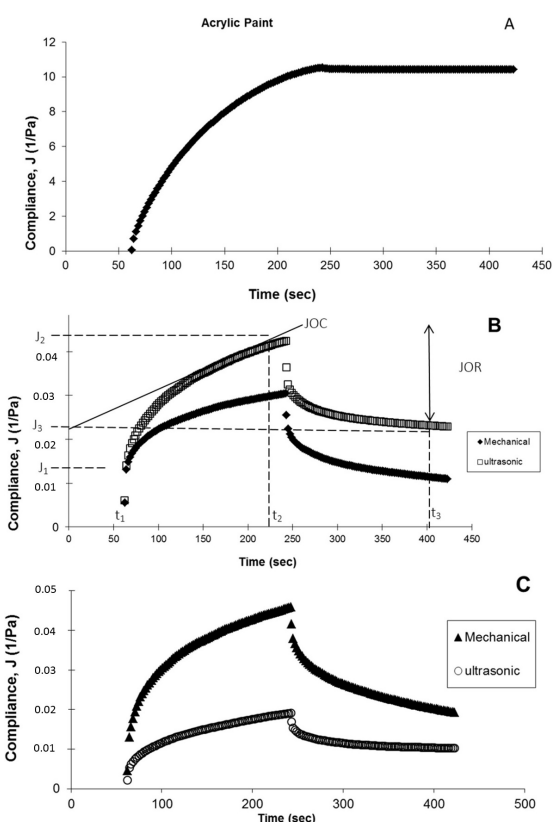 Acrylic Paint
A
Compliance, J (1/Pa)
12
10
8
6
4
2
0
0 50 100 150 200 250 300 350 400 450
Time (sec)
B
JOC
JOR
J2
J3
J1
Compliance, J (1/Pa)
0.04
0.03
0.02
0.01
0
t1 t2 t3
0 50 100 150 200 250 300 350 400 450
Time (sec)
Mechanical
ultrasonic
C
Compliance, J (1/Pa)
0.05
0.04
0.03
0.02
0.01
0
0 100 200 300 400 500
Time (sec)
Mechanical
ultrasonic